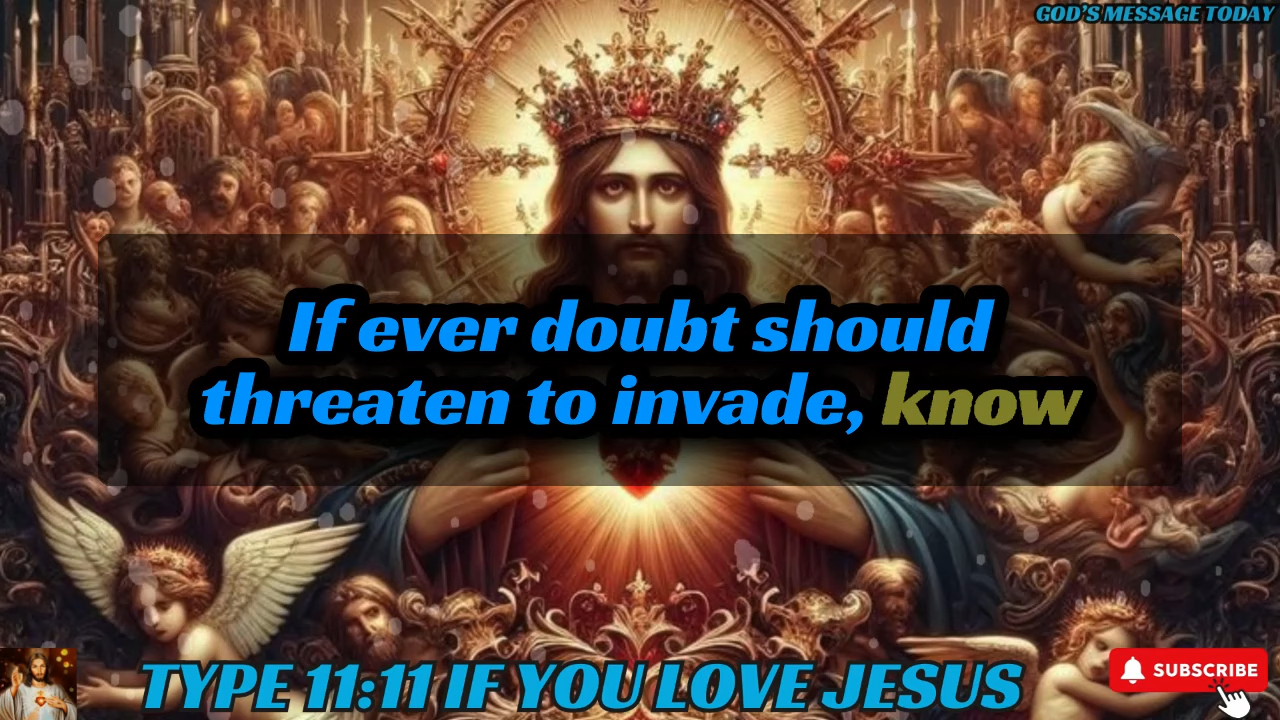 GOD'S MESSAGE TODAY
If ever doubt should
threaten to invade, know
TYPE 11:11 IF YOU LOVE JESUS
SUBSCRIBE